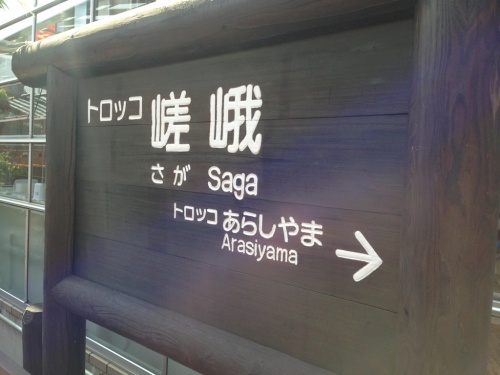 トロッコ 嵯峨
さが Saga
トロッコ あらしやま
Arasiyama